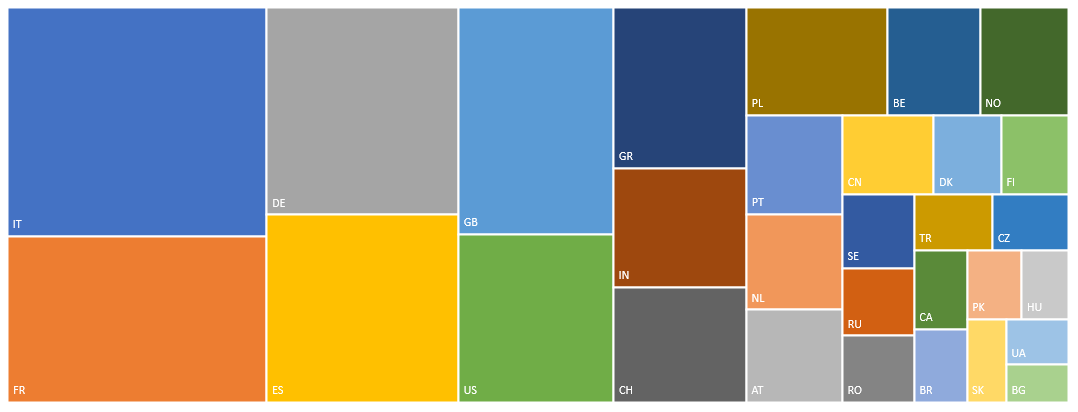 IT
FR
DE
ES
GB
US
GR
IN
CH
PL
BE
NO
PT
NL
AT
CN
DK
FI
SE
RU
RO
TR
CZ
CA
BR
PK
HU
SK
UA
BG